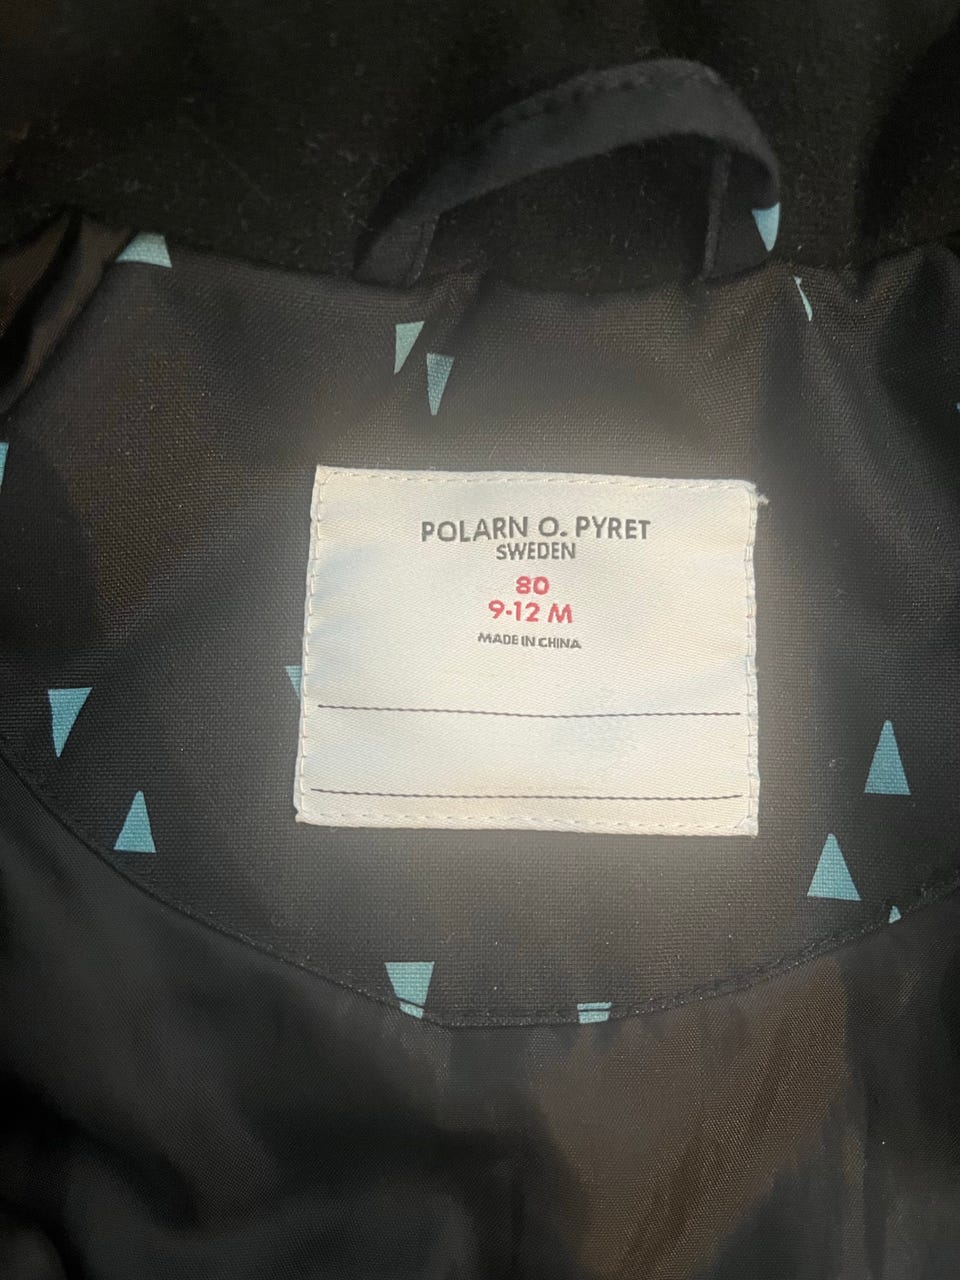 POLARN O. PYRET
SWEDEN
80
9-12 M
MADE IN CHINA